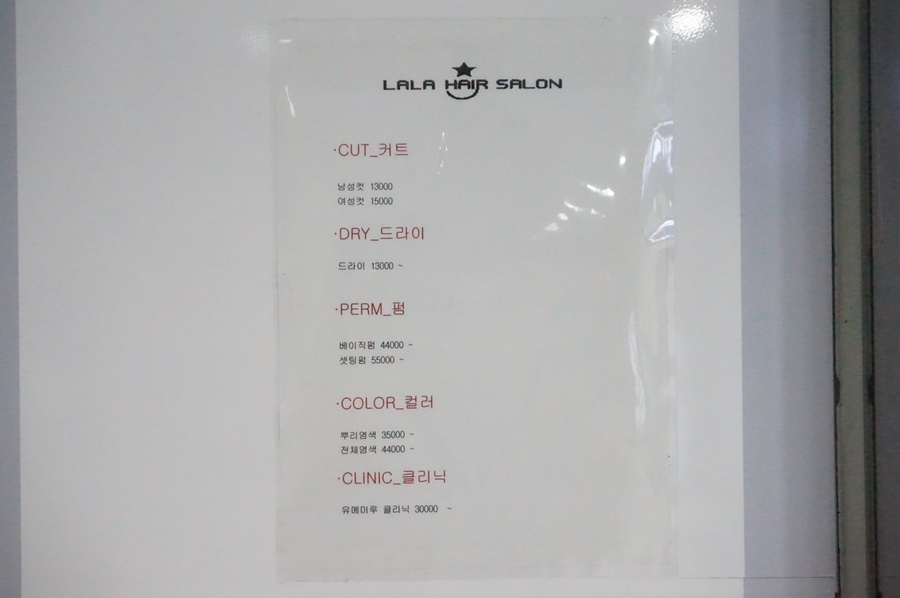 LALA HAIR SALON
·CUT_커트
남성컷 13000
여성컷 15000
·DRY_드라이
드라이 13000 ~
·PERM_펌
베이직펌 44000 ~
셋팅펌 55000 ~
·COLOR_컬러
뿌리염색 35000 ~
전체염색 44000 ~
·CLINIC_클리닉
유메미루 클리닉 30000 ~